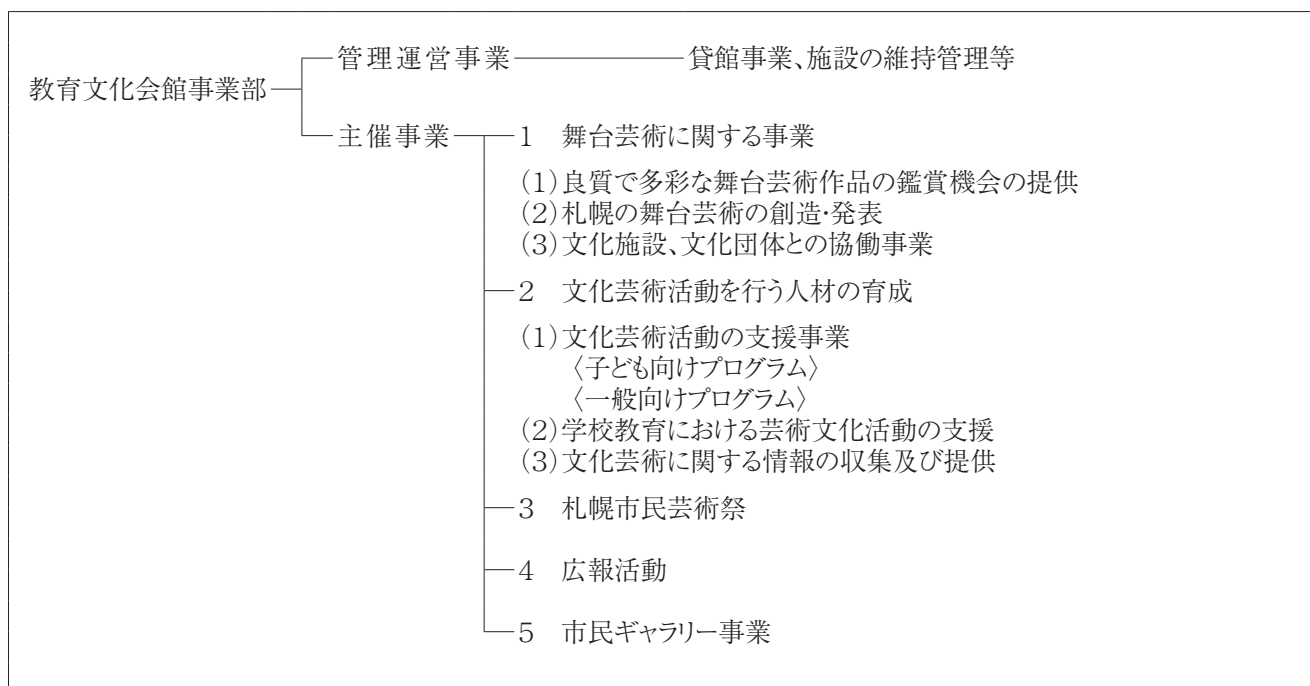 管理運営事業 貸館事業、施設の維持管理等
教育文化会館事業部
主催事業 1 舞台芸術に関する事業
(1)良質で多彩な舞台芸術作品の鑑賞機会の提供
(2)札幌の舞台芸術の創造・発表
(3)文化施設、文化団体との協働事業
2 文化芸術活動を行う人材の育成
(1)文化芸術活動の支援事業
〈子ども向けプログラム〉
〈一般向けプログラム〉
(2)学校教育における芸術文化活動の支援
(3)文化芸術に関する情報の収集及び提供
3 札幌市民芸術祭
4 広報活動
5 市民ギャラリー事業